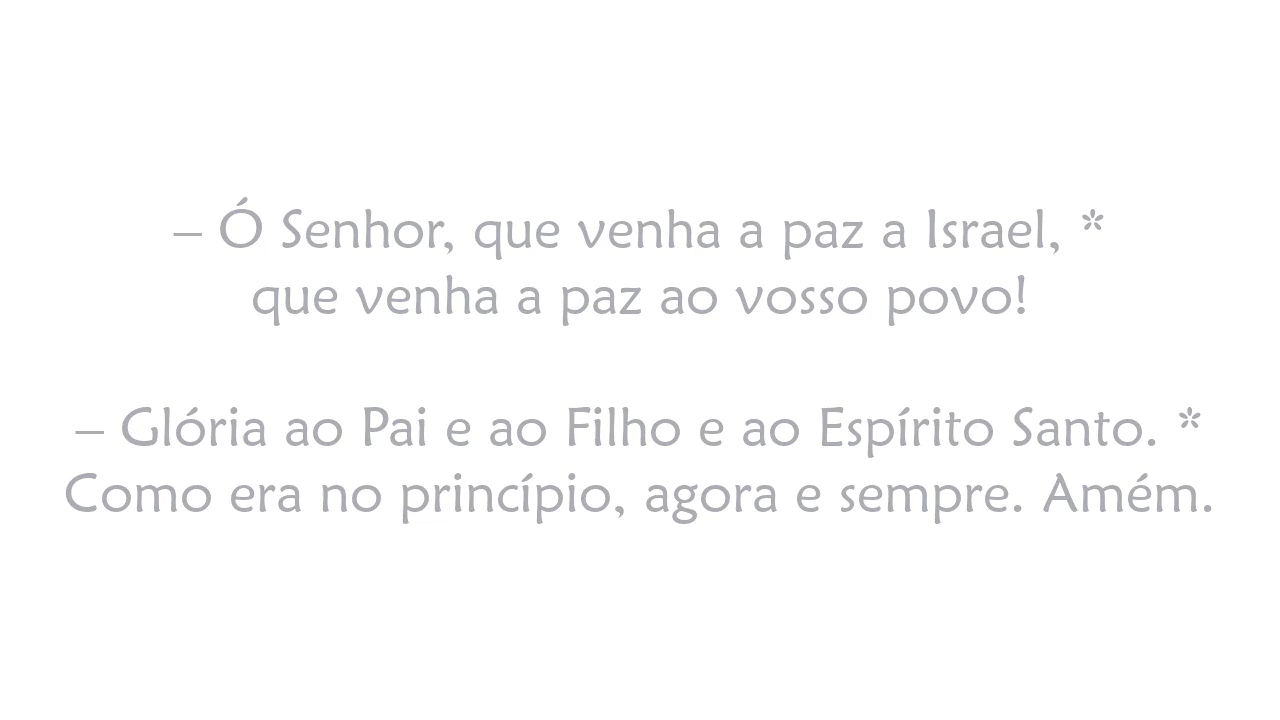 – Ó Senhor, que venha a paz a Israel, *
que venha a paz ao vosso povo!
– Glória ao Pai e ao Filho e ao Espírito Santo. *
Como era no princípio, agora e sempre. Amém.